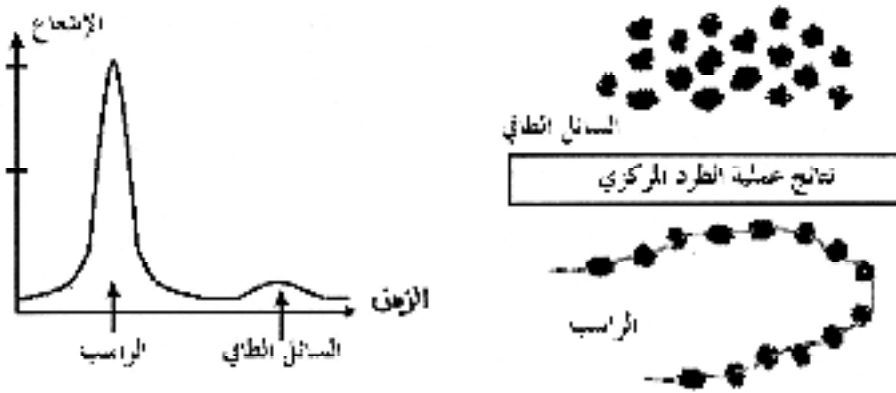 الإشعاع
الزمن
الراسب
السائل الطافي
السائل الطافي
نتائج عملية الطرد المركزي
الراسب